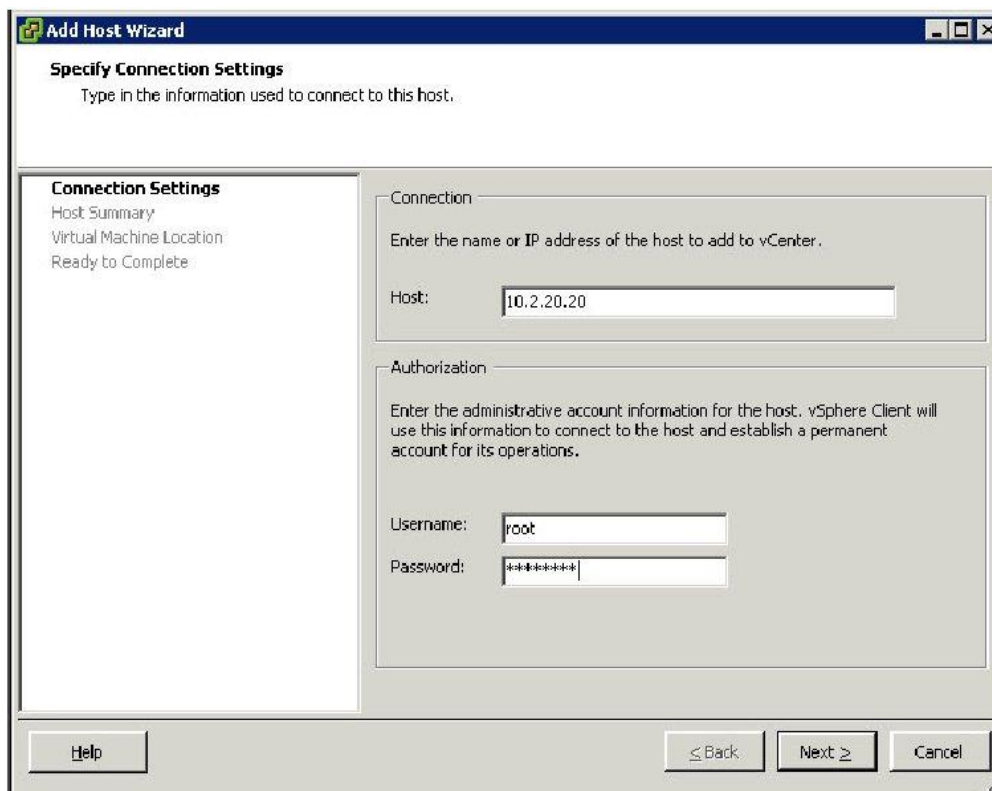 Add Host Wizard
Specify Connection Settings
Type in the information used to connect to this host.
Connection Settings
Host Summary
Virtual Machine Location
Ready to Complete
Connection
Enter the name or IP address of the host to add to vCenter.
Host: 10.2.20.20
Authorization
Enter the administrative account information for the host. vSphere Client will
use this information to connect to the host and establish a permanent
account for its operations.
Username: root
Password: ********
Help
≤ Back
Next ≥
Cancel